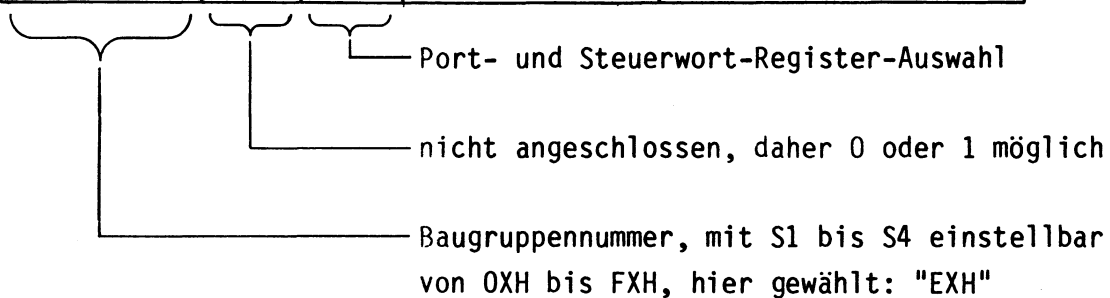 Port- und Steuerwort-Register-Auswahl
nicht angeschlossen, daher 0 oder 1 möglich
Baugruppennummer, mit S1 bis S4 einstellbar
von OXH bis FXH, hier gewählt: "EXH"